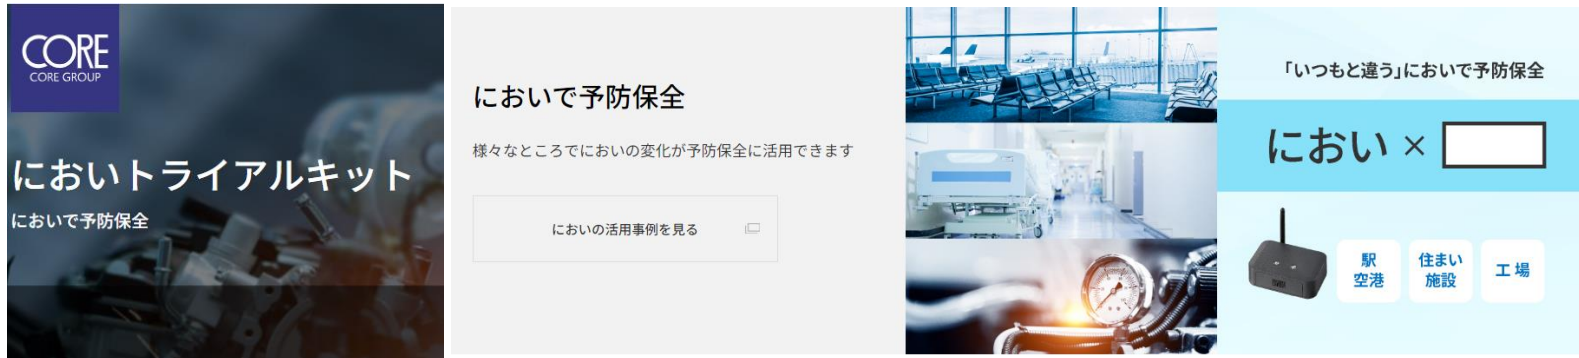 CORE
CORE GROUP
においトライアルキット
においで予防保全
においで予防保全
様々なところでにおいの変化が予防保全に活用できます
においの活用事例を見る
「いつもと違う」においで予防保全
におい ×
駅
空港
住まい
施設
工場